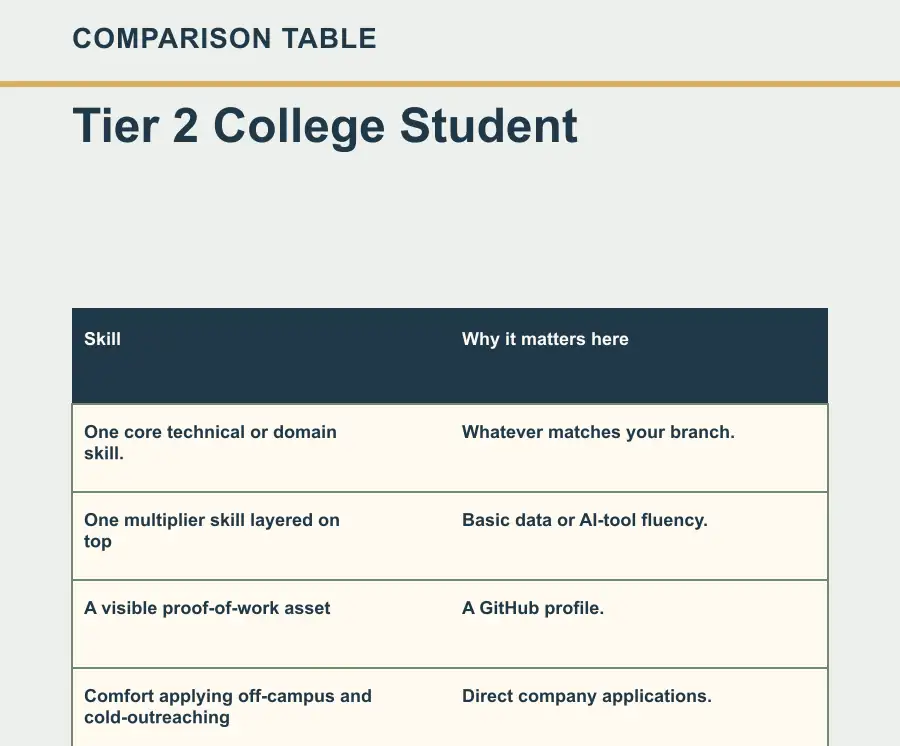 COMPARISON TABLE
Tier 2 College Student
Skill
Why it matters here
One core technical or domain
skill.
Whatever matches your branch.
One multiplier skill layered on
top
Basic data or AI-tool fluency.
A visible proof-of-work asset
A GitHub profile.
Comfort applying off-campus and
cold-outreaching
Direct company applications.